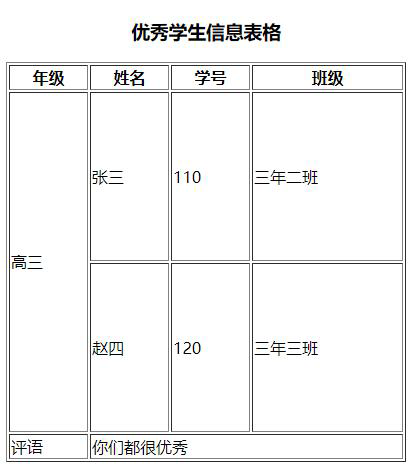 优秀学生信息表格
年级 姓名 学号 班级
张三 110 三年二班
高三
赵四 120 三年三班
评语 你们都很优秀